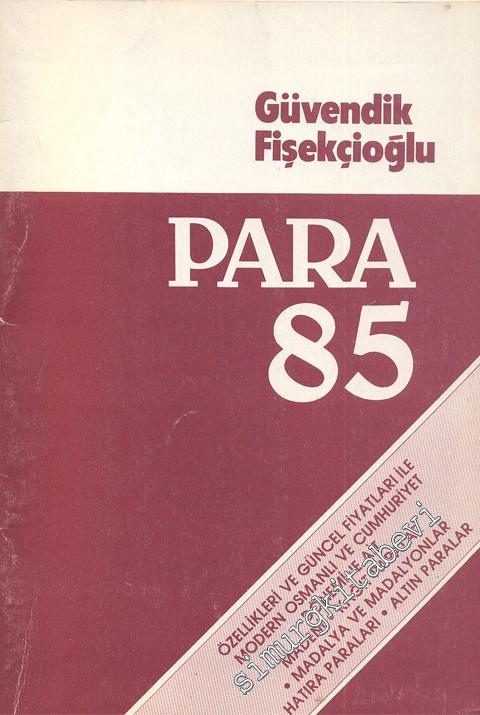 Güvendik
Fişekçioğlu
PARA
85
ÖZELLİKLERİ VE GÜNCEL FİYATLARI İLE
MODERN OSMANLI VE CUMHURİYET
AİT
• MADALYA VE MADALYONLAR
HATIRA PARALARI • ALTIN PARALAR
simurgkitabevi